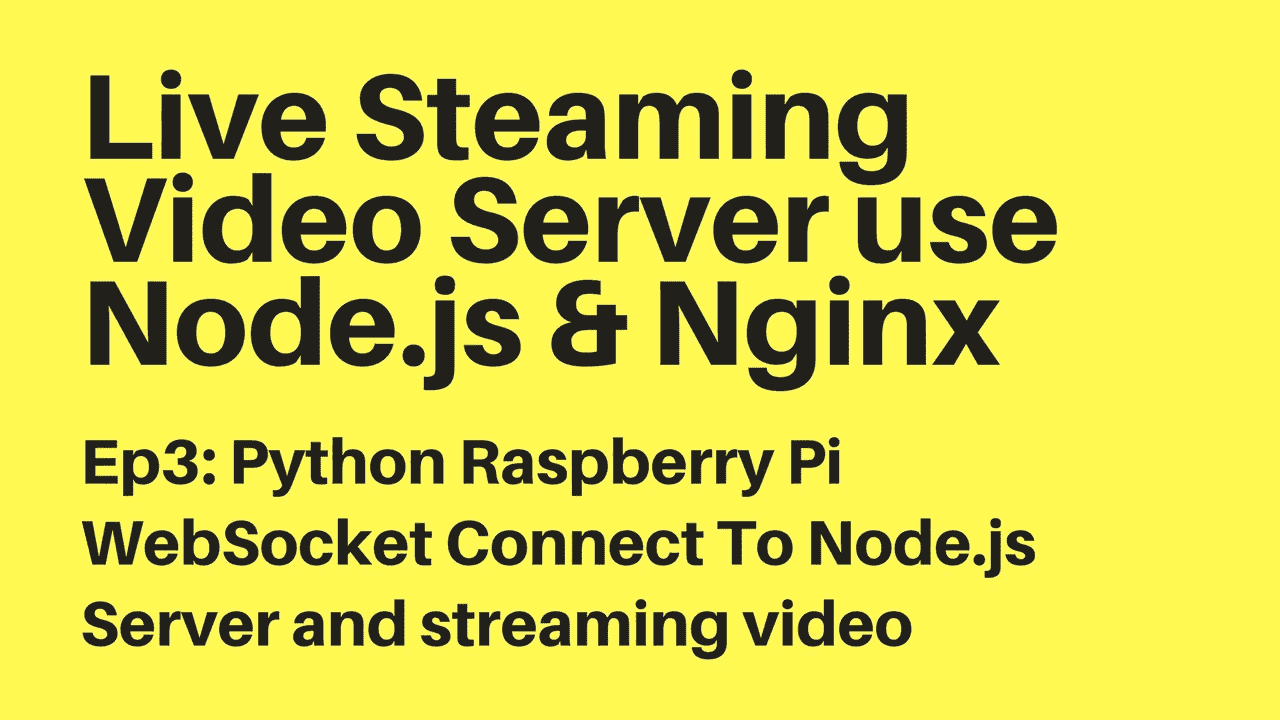 Live Steaming
Video Server use
Node.js & Nginx
Ep3: Python Raspberry Pi
WebSocket Connect To Node.js
Server and streaming video